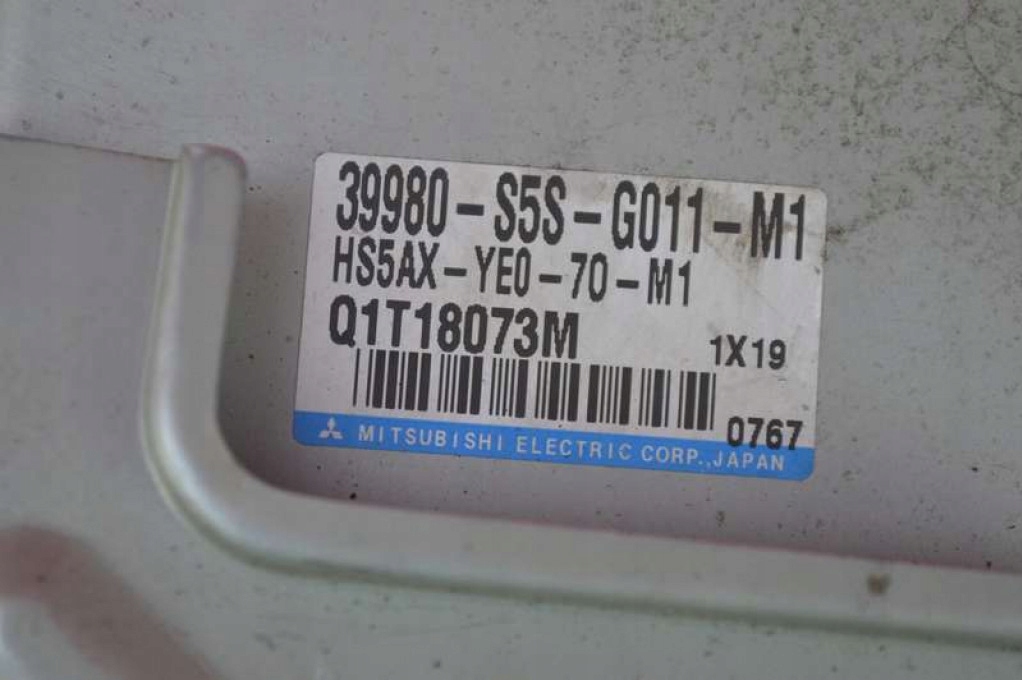 39980-S5S-G011-M1
HS5AX-YE0-70-M1
Q1T18073M 1X19
0767
MITSUBISHI ELECTRIC CORP.,JAPAN